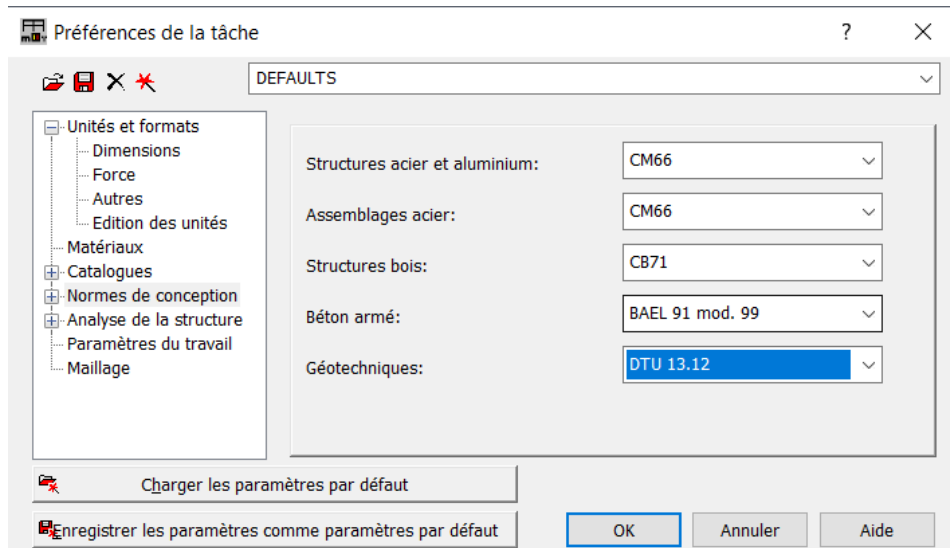 Préférences de la tâche
?
DEFAULTS
Unités et formats
Dimensions
Force
Autres
Edition des unités
Matériaux
Catalogues
Normes de conception
Analyse de la structure
Paramètres du travail
Maillage
Structures acier et aluminium: CM66
Assemblages acier: CM66
Structures bois: CB71
Béton armé: BAEL 91 mod. 99
Géotechniques: DTU 13.12
Charger les paramètres par défaut
Enregistrer les paramètres comme paramètres par défaut
OK Annuler Aide